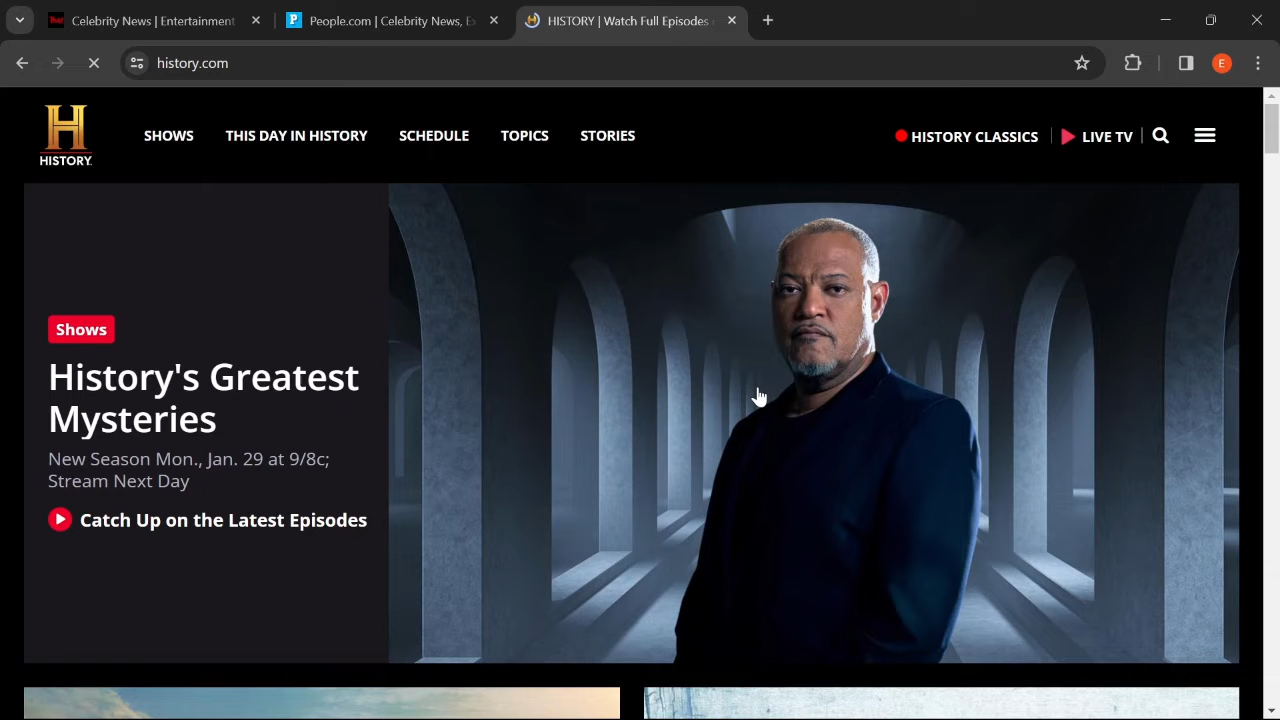 Celebrity News | Entertainment
People.com | Celebrity News, E
HISTORY | Watch Full Episodes
history.com
E
H
HISTORY
SHOWS
THIS DAY IN HISTORY
SCHEDULE
TOPICS
STORIES
HISTORY CLASSICS
LIVE TV
Shows
History's Greatest
Mysteries
New Season Mon., Jan. 29 at 9/8c;
Stream Next Day
Catch Up on the Latest Episodes